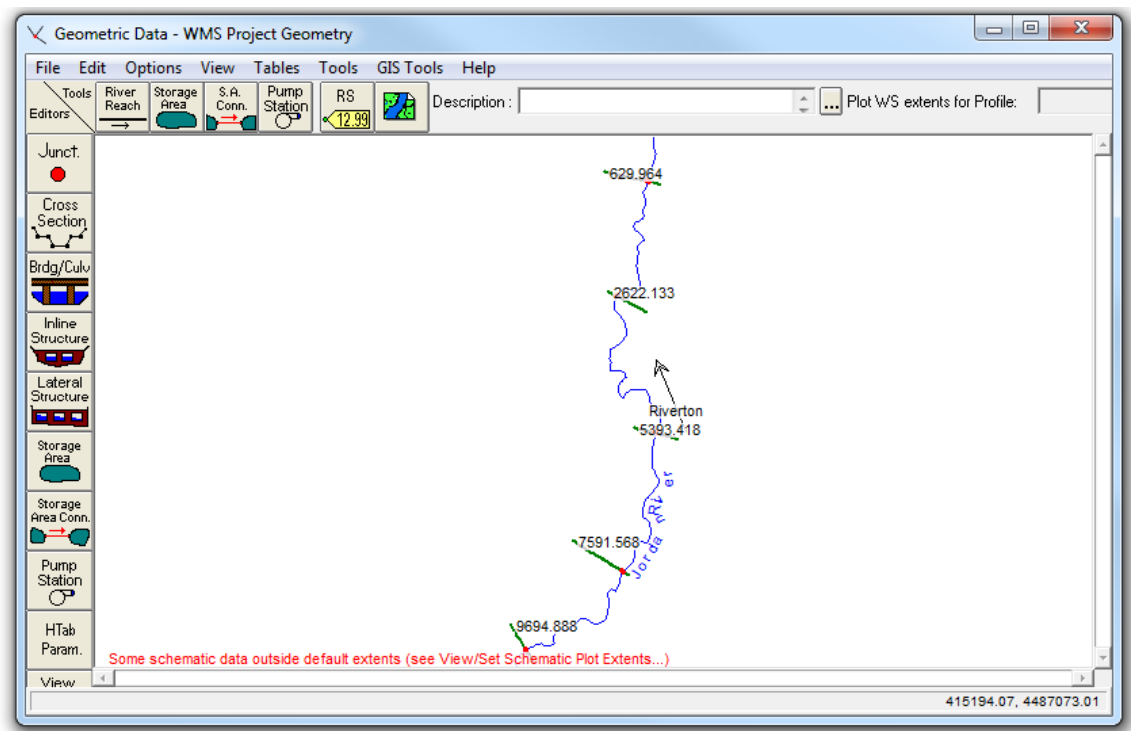 Geometric Data - WMS Project Geometry
File Edit Options View Tables Tools GIS Tools Help
Tools
Editors
River
Reach
Storage
Area
S.A.
Conn.
Pump
Station
RS
12.99
Description :
...
Plot WS extents for Profile:
Junct.
Cross
Section
Brdg/Culv
Inline
Structure
Lateral
Structure
Storage
Area
Storage
Area Conn.
Pump
Station
HTab
Param.
View
629.964
2622.133
Riverton
5393.418
Jordan River
7591.568
9694.888
Some schematic data outside default extents (see View/Set Schematic Plot Extents...)
415194.07, 4487073.01